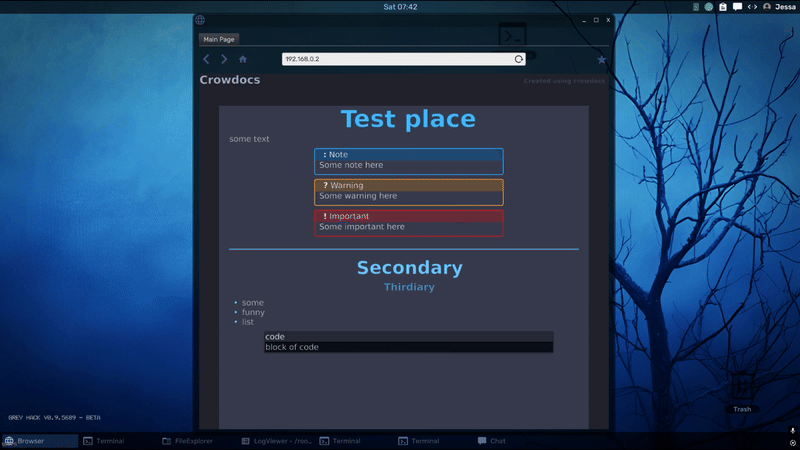 Sat 07:42
Jessa
Main Page
192.168.0.2
Crowdocs
Created using crowdocs
Test place
some text
: Note
Some note here
? Warning
Some warning here
! Important
Some important here
Secondary
Thirdiary
• some
• funny
• list
code
block of code
Trash
GREY HACK V0.9.5689 - BETA
Browser
Terminal
FileExplorer
LogViewer - /roo...
Terminal
Terminal
Chat